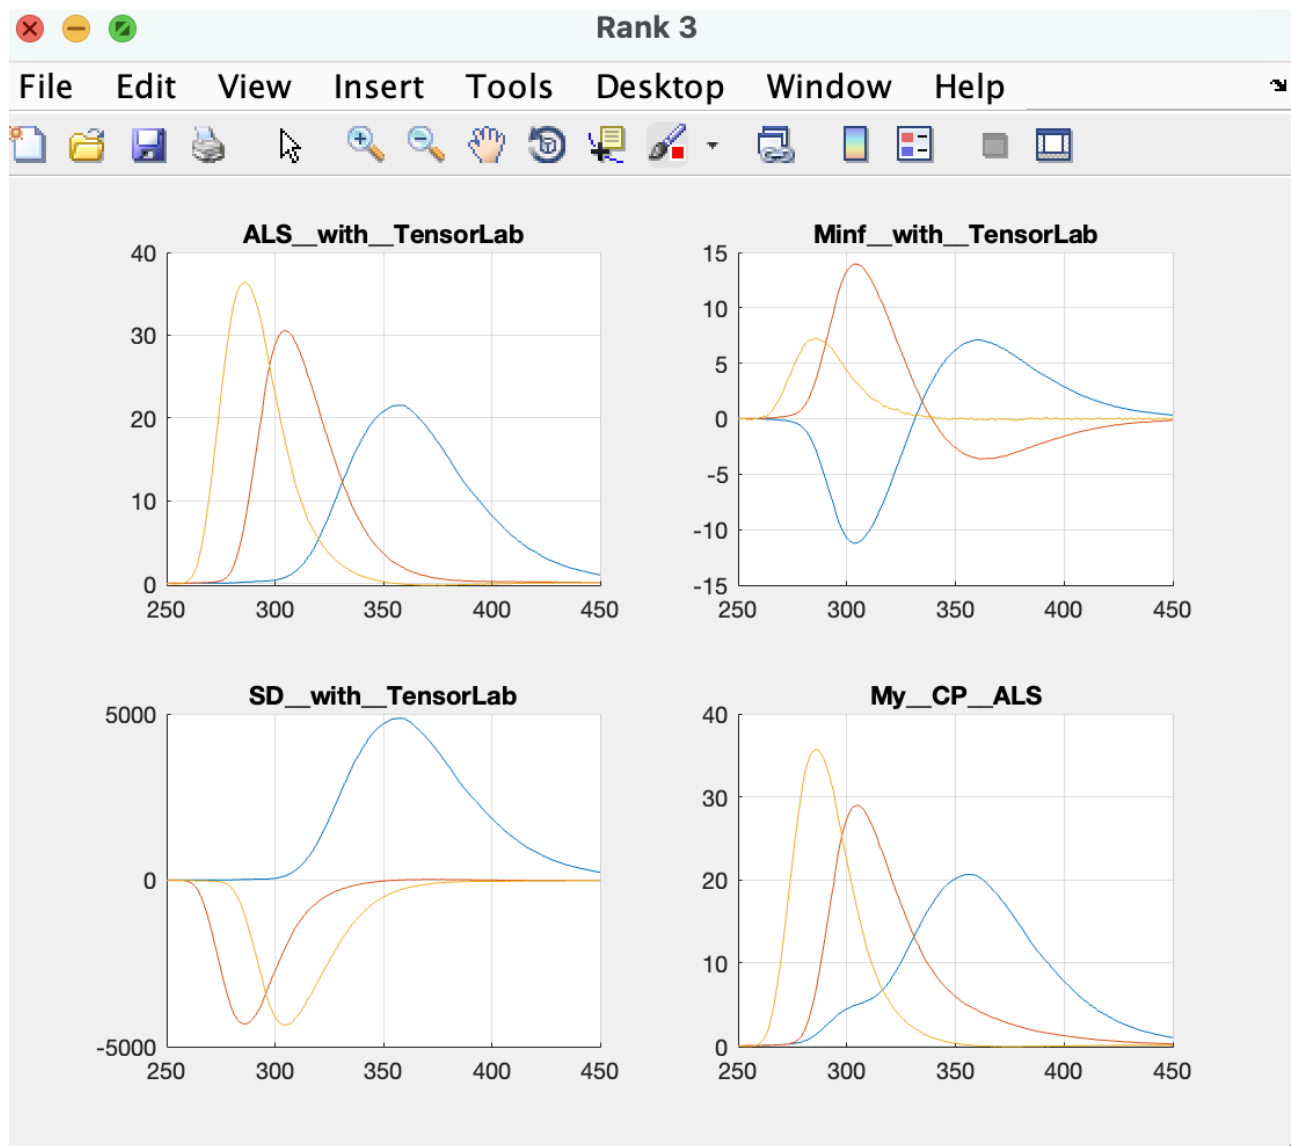 Rank 3
File Edit View Insert Tools Desktop Window Help
ALS__with__TensorLab
40
30
20
10
0
250 300 350 400 450
Minf__with__TensorLab
15
10
5
0
-5
-10
-15
250 300 350 400 450
SD__with__TensorLab
5000
0
-5000
250 300 350 400 450
My__CP__ALS
40
30
20
10
0
250 300 350 400 450